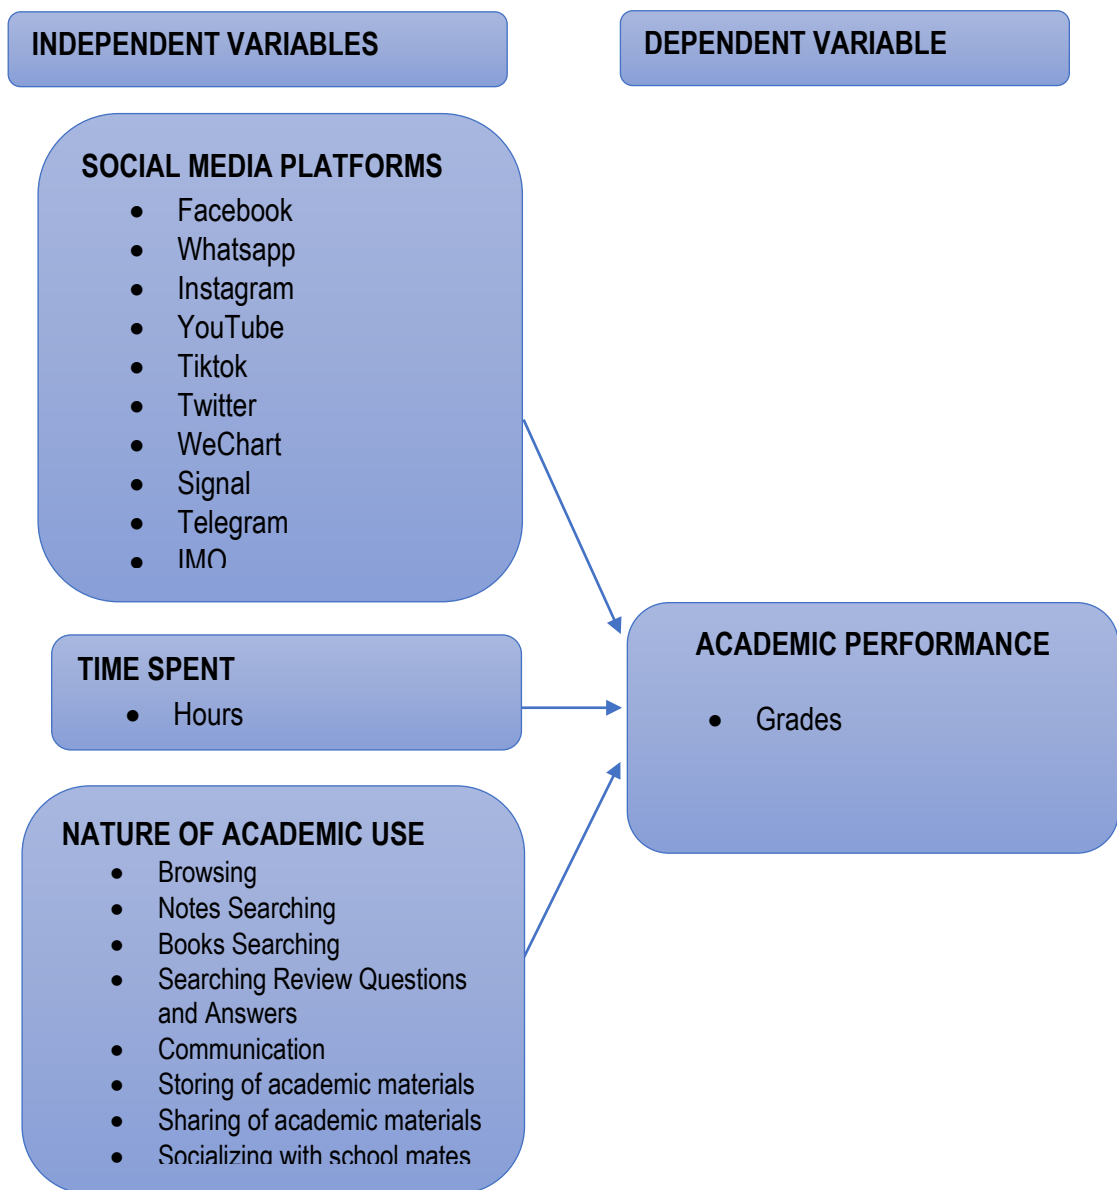 INDEPENDENT VARIABLES
DEPENDENT VARIABLE
SOCIAL MEDIA PLATFORMS
• Facebook
• Whatsapp
• Instagram
• YouTube
• Tiktok
• Twitter
• WeChart
• Signal
• Telegram
• IMO
TIME SPENT
• Hours
ACADEMIC PERFORMANCE
• Grades
NATURE OF ACADEMIC USE
• Browsing
• Notes Searching
• Books Searching
• Searching Review Questions
and Answers
• Communication
• Storing of academic materials
• Sharing of academic materials
• Socializing with school mates